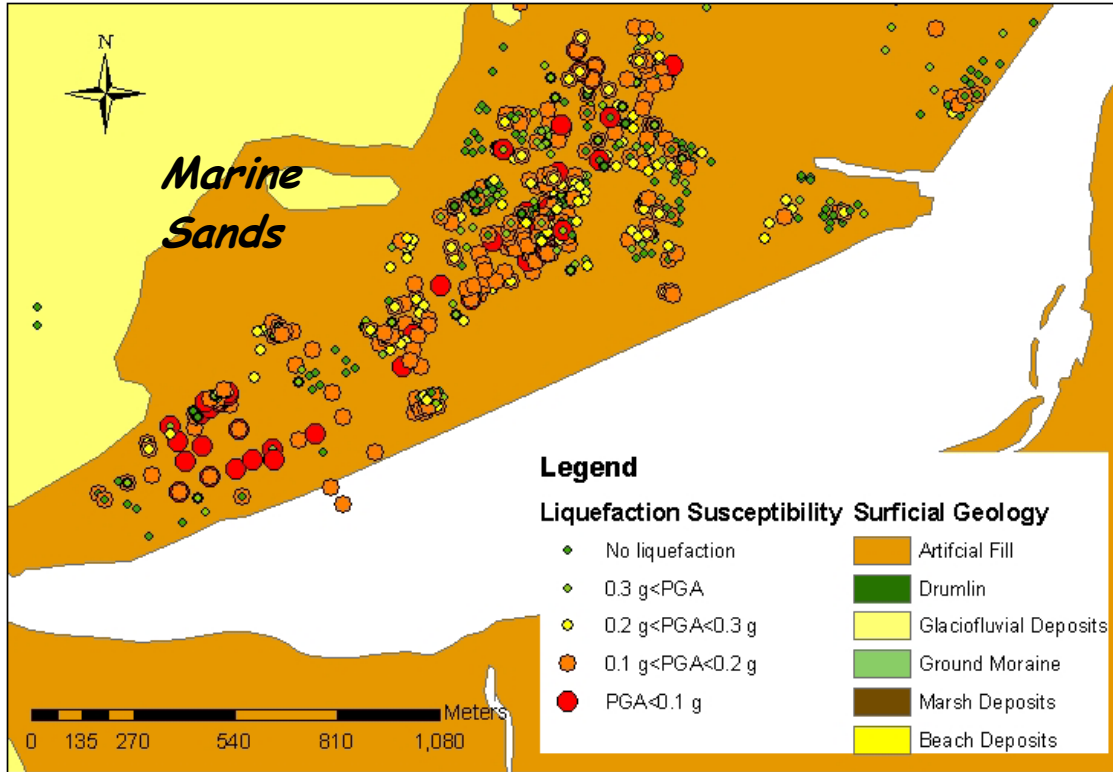 N
Marine
Sands
Legend
Liquefaction Susceptibility
No liquefaction
0.3 g<PGA
0.2 g<PGA<0.3 g
0.1 g<PGA<0.2 g
PGA<0.1 g
Surficial Geology
Artifcial Fill
Drumlin
Glaciofluvial Deposits
Ground Moraine
Marsh Deposits
Beach Deposits
Meters
0 135 270 540 810 1,080